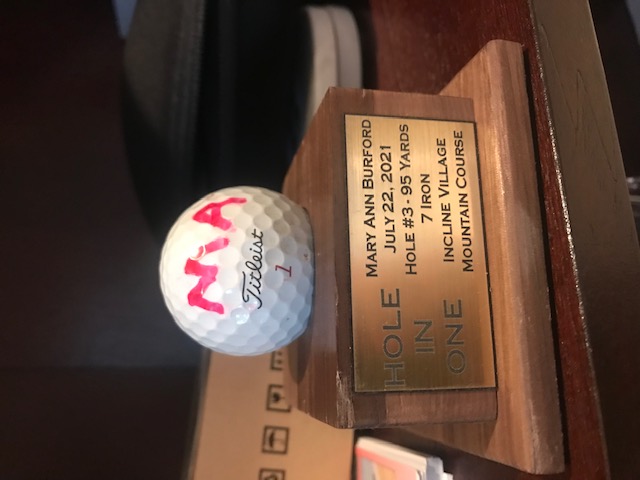 MA
Titleist
1
HOLE
IN
ONE
MARY ANN BURFORD
JULY 22, 2021
HOLE #3 - 95 YARDS
7 IRON
INCLINE VILLAGE
MOUNTAIN COURSE